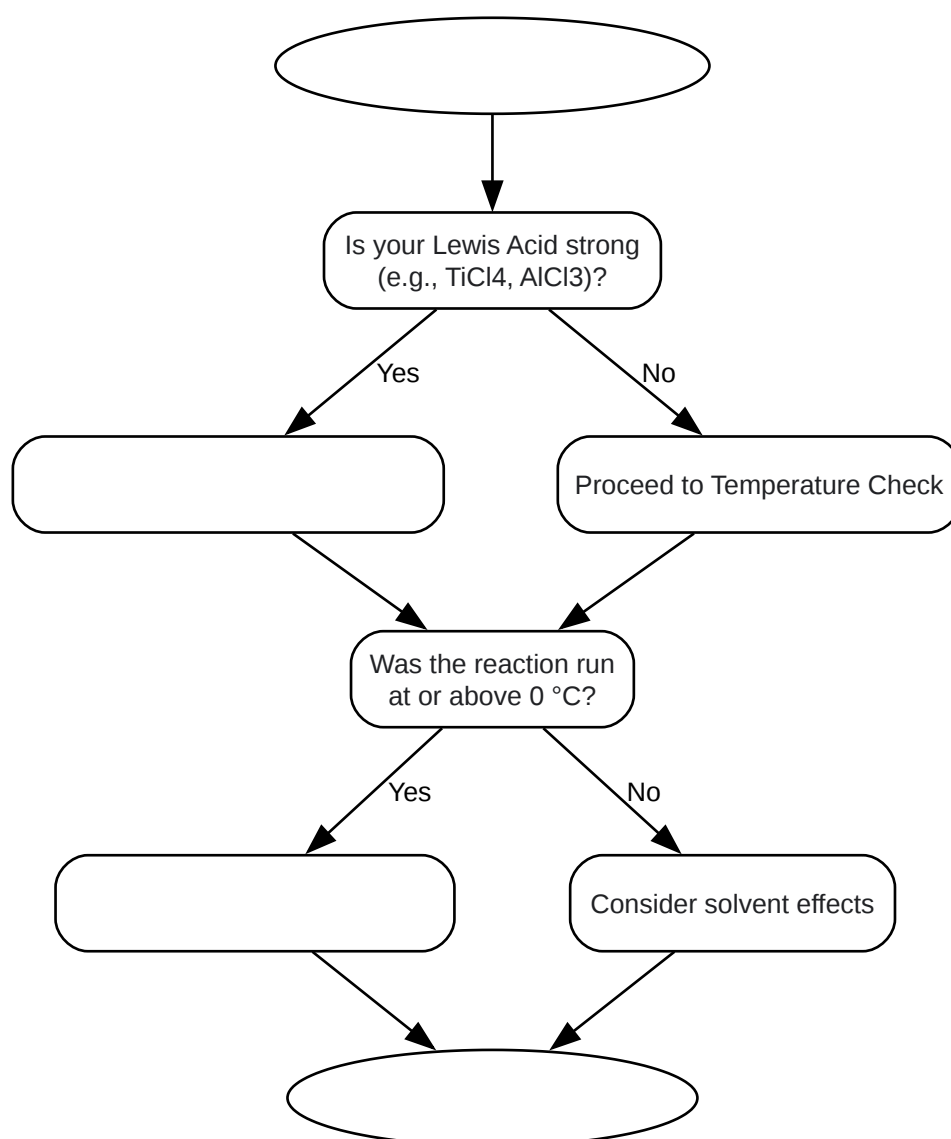 Is your Lewis Acid strong
(e.g., TiCl4, AlCl3)?
Yes
No
Proceed to Temperature Check
Was the reaction run
at or above 0 °C?
Yes
No
Consider solvent effects